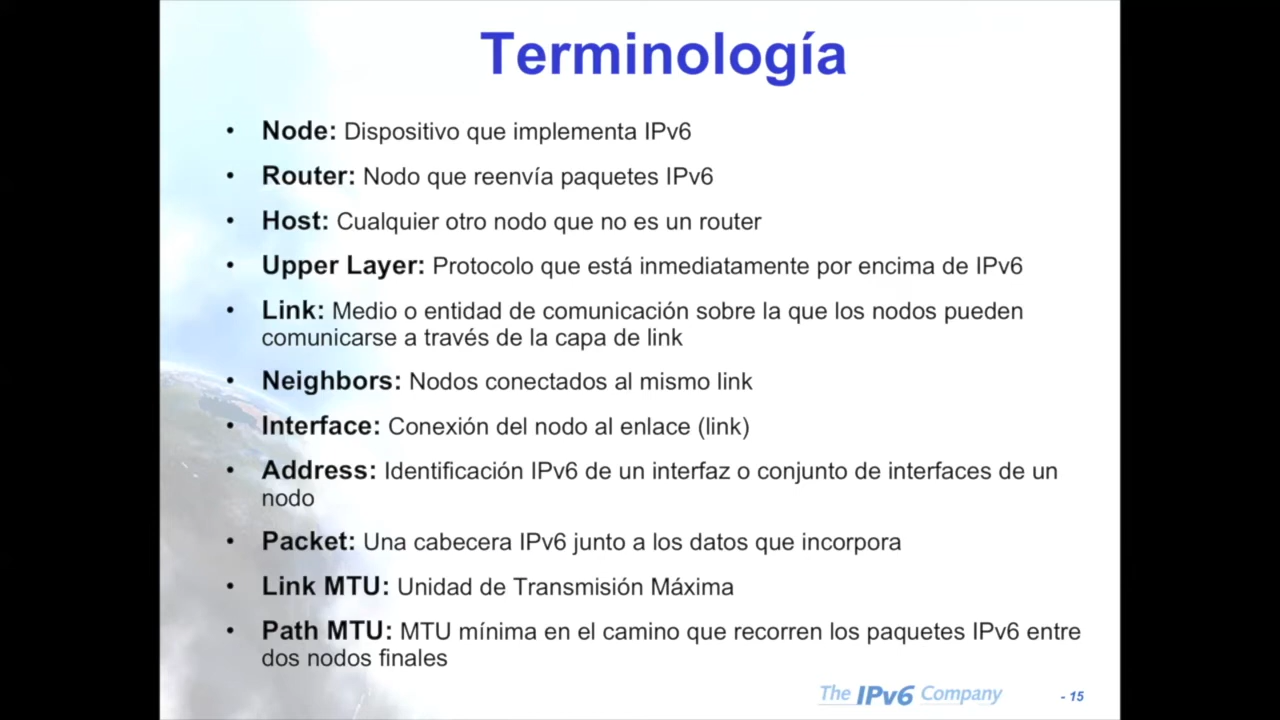 Terminología
• Node: Dispositivo que implementa IPv6
• Router: Nodo que reenvía paquetes IPv6
• Host: Cualquier otro nodo que no es un router
• Upper Layer: Protocolo que está inmediatamente por encima de IPv6
• Link: Medio o entidad de comunicación sobre la que los nodos pueden
comunicarse a través de la capa de link
• Neighbors: Nodos conectados al mismo link
• Interface: Conexión del nodo al enlace (link)
• Address: Identificación IPv6 de un interfaz o conjunto de interfaces de un
nodo
• Packet: Una cabecera IPv6 junto a los datos que incorpora
• Link MTU: Unidad de Transmisión Máxima
• Path MTU: MTU mínima en el camino que recorren los paquetes IPv6 entre
dos nodos finales
The IPv6 Company
- 15